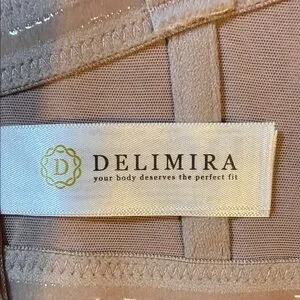 D
DELIMIRA
your body deserves the perfect fit